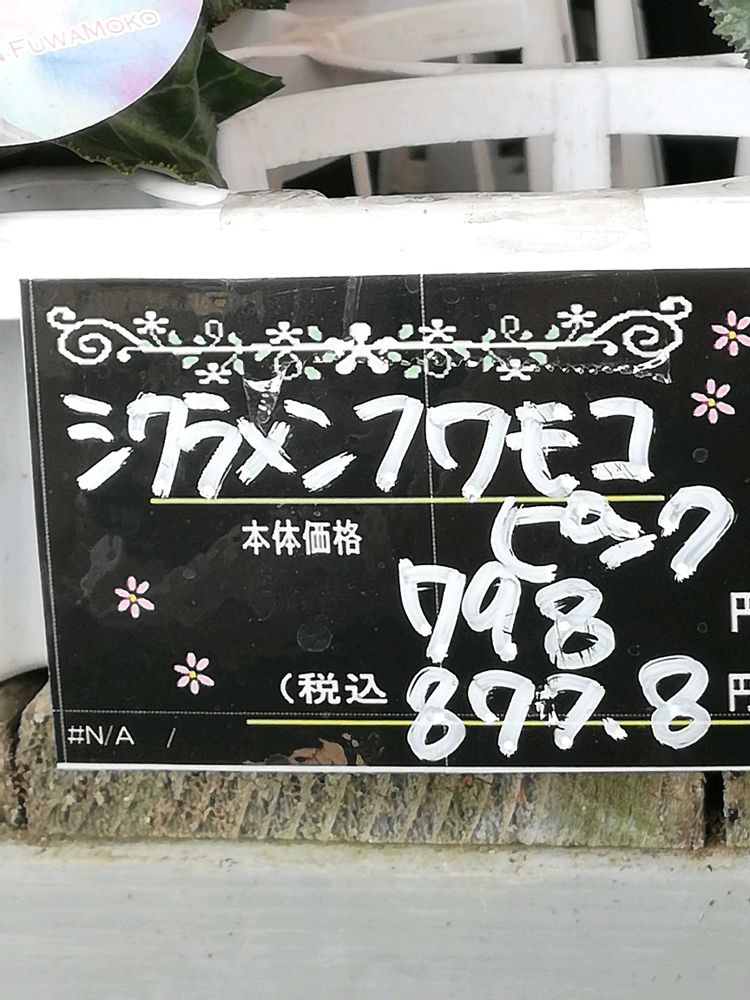 FUWAMOKO
シクラメンフワモコ
ピンク
本体価格
798 円
(税込 877.8 円
#N/A /